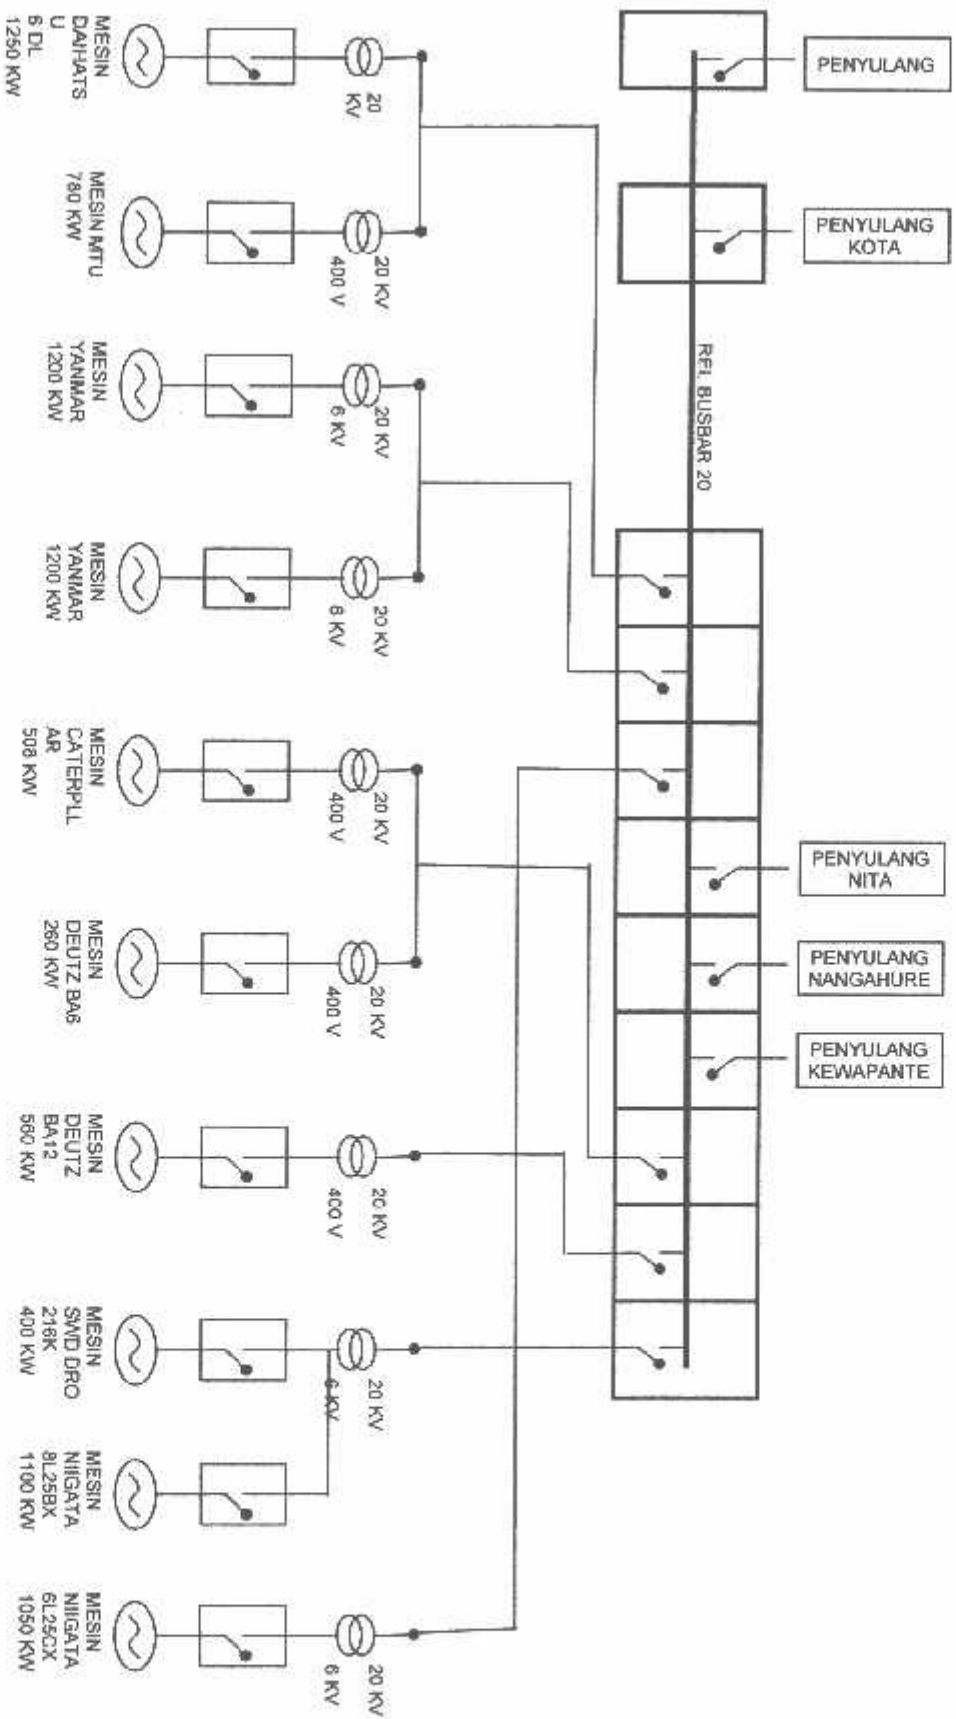 PENYULANG
PENYULANG
KOTA
REL BUSBAR 20
PENYULANG
NITA
PENYULANG
NANGAHURE
PENYULANG
KEWAPANTE
20
KV
20 KV
400 V
20 KV
6 KV
20 KV
6 KV
20 KV
400 V
20 KV
400 V
20 KV
400 V
20 KV
6 KV
20 KV
6 KV
MESIN
DAIHATS
U
6 DL
1250 KW
MESIN MTU
780 KW
MESIN
YANMAR
1200 KW
MESIN
YANMAR
1200 KW
MESIN
CATERPILL
AR
508 KW
MESIN
DEUTZ BA6
260 KW
MESIN
DEUTZ
BA12
560 KW
MESIN
SWD DRO
216K
400 KW
MESIN
NIIGATA
8L25BX
1100 KW
MESIN
NIIGATA
6L25CX
1050 KW